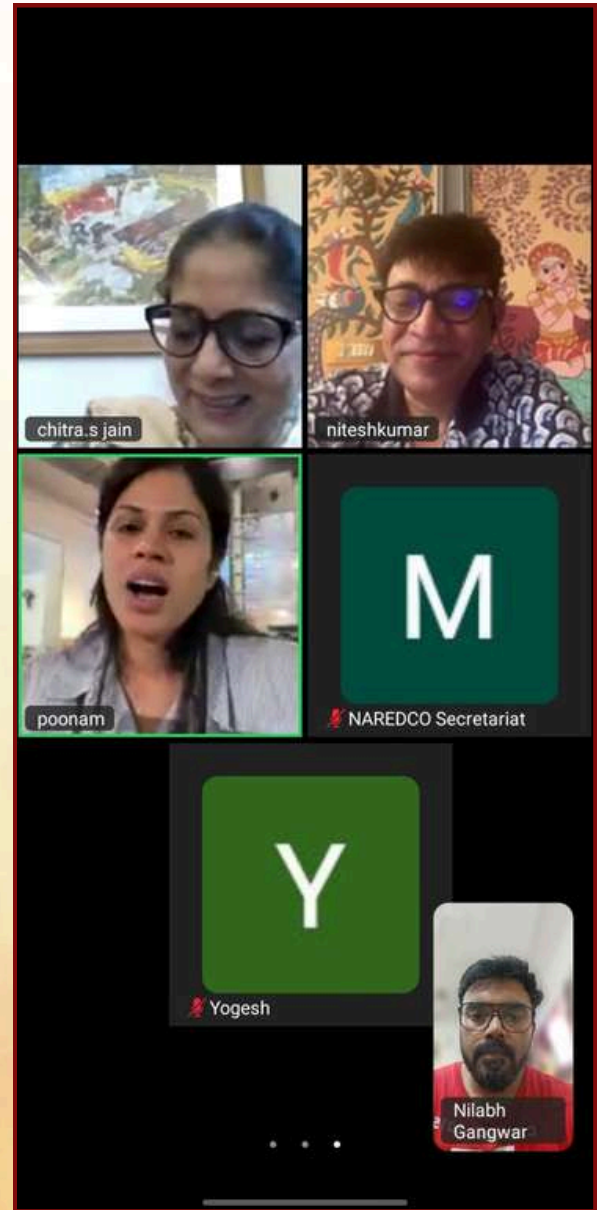 chitra.s jain
niteshkumar
poonam
M
NAREDCO Secretariat
Y
Yogesh
Nilabh
Gangwar